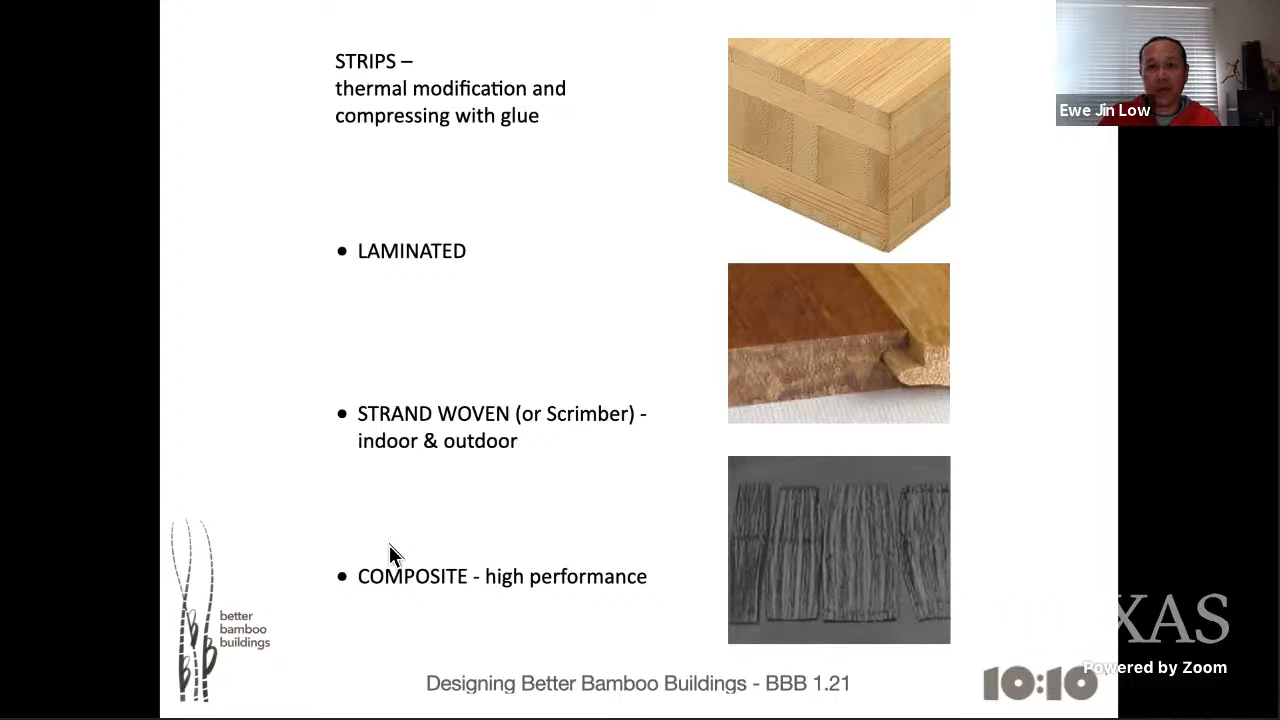 STRIPS –
thermal modification and
compressing with glue
• LAMINATED
• STRAND WOVEN (or Scrimber) -
indoor & outdoor
• COMPOSITE - high performance
better
bamboo
buildings
Designing Better Bamboo Buildings - BBB 1.21
10:10
Ewe Jin Low
XAS
Powered by Zoom